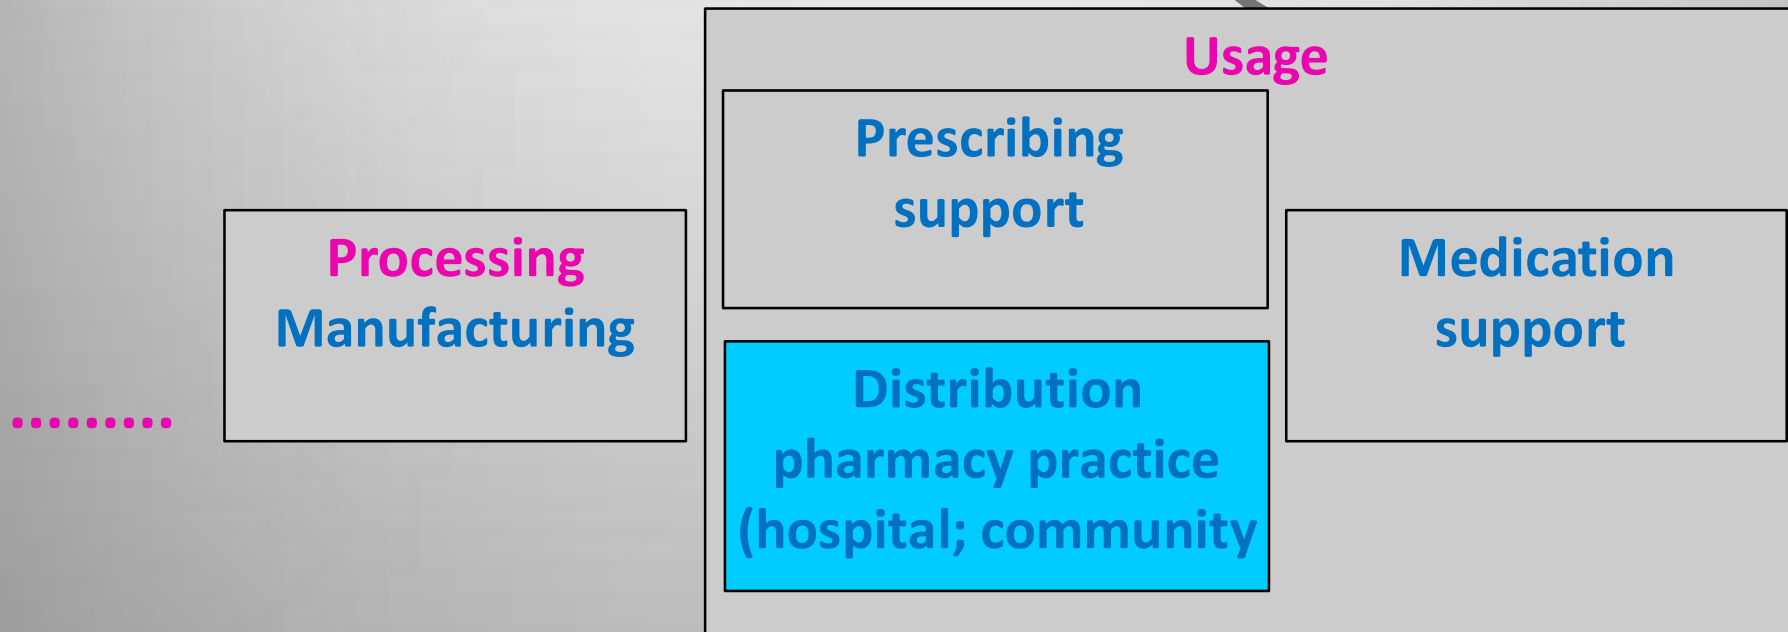 Usage
Prescribing
support
Processing
Manufacturing
Medication
support
.........
Distribution
pharmacy practice
(hospital; community